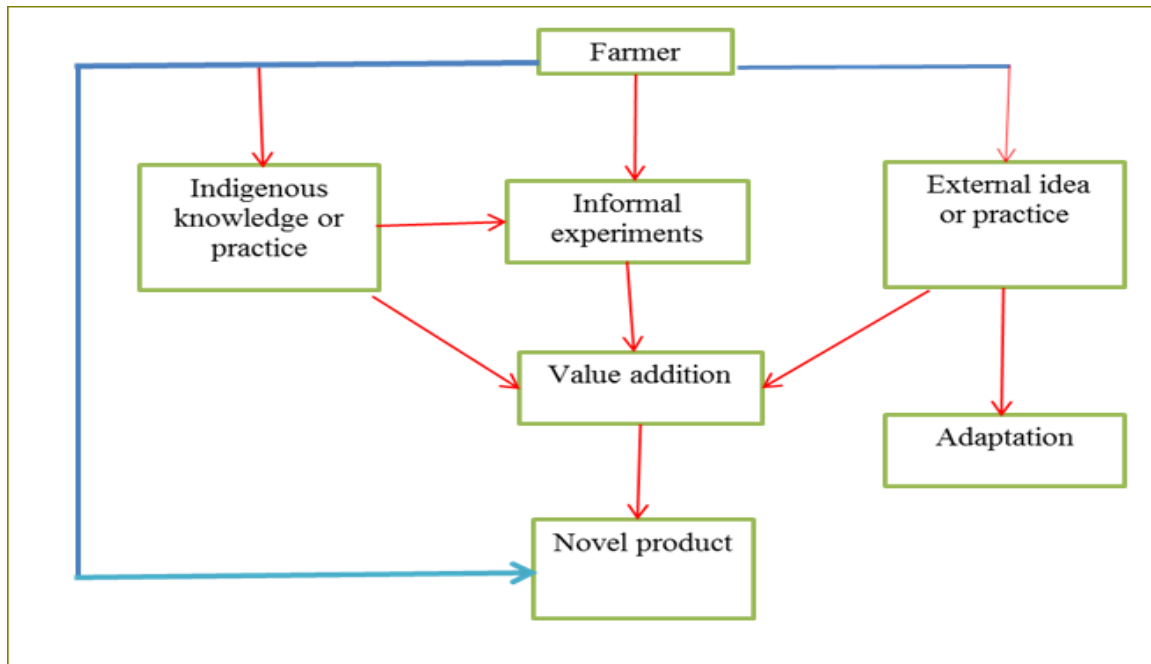 Farmer
Indigenous
knowledge or
practice
Informal
experiments
External idea
or practice
Value addition
Adaptation
Novel product